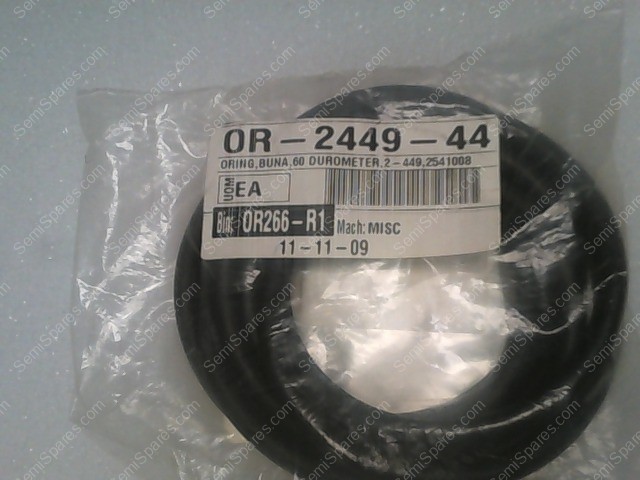 OR-2449-44
ORING,BUNA,60 DUROMETER,2-449,2541008
UOM EA
Bin: OR266-R1 Mach: MISC
11-11-09
SemiSpares.com